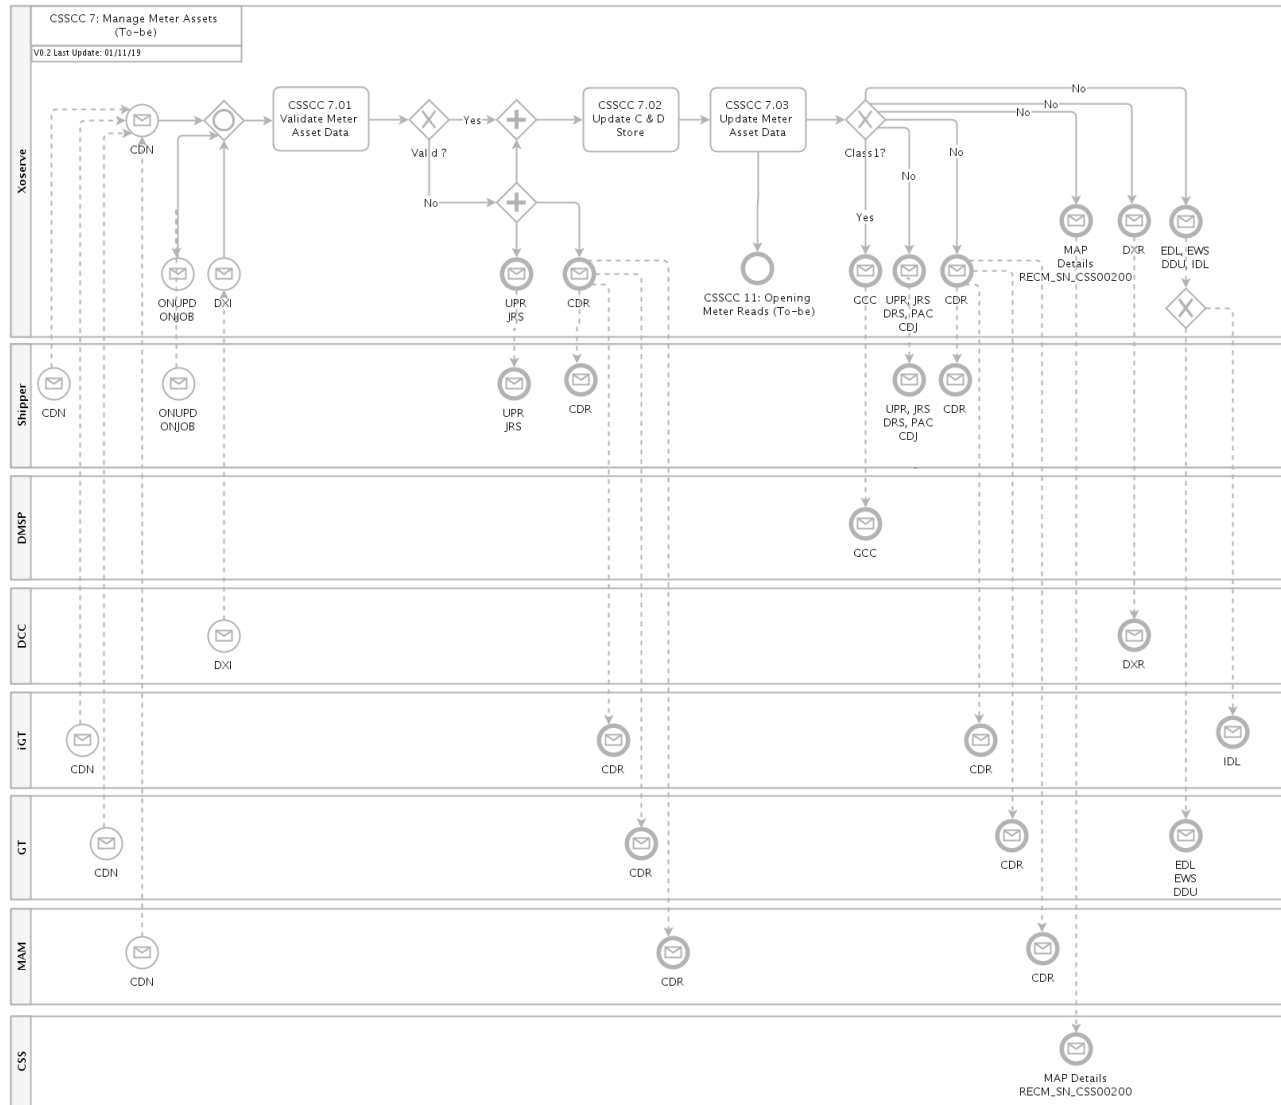 CSSCC 7: Manage Meter Assets
(To-be)
V0.2 Last Update: 01/11/19
Xoserve
CDN
CSSCC 7.01
Validate Meter
Asset Data
Valid ?
Yes
No
CSSCC 7.02
Update C & D
Store
CSSCC 7.03
Update Meter
Asset Data
Class1?
No
No
No
No
No
Yes
ONUPD
ONJOB
DXI
UPR
JRS
CDR
CSSCC 11: Opening
Meter Reads (To-be)
GCC
UPR, JRS
DRS, PAC
CDJ
CDR
MAP
Details
RECM_SN_CSS00200
DXR
EDL, EWS
DDU, IDL
Shipper
CDN
ONUPD
ONJOB
UPR
JRS
CDR
UPR, JRS
DRS, PAC
CDJ
CDR
DMSP
GCC
DCC
DXI
DXR
iGT
CDN
CDR
CDR
IDL
GT
CDN
CDR
CDR
EDL
EWS
DDU
MAM
CDN
CDR
CDR
CSS
MAP Details
RECM_SN_CSS00200